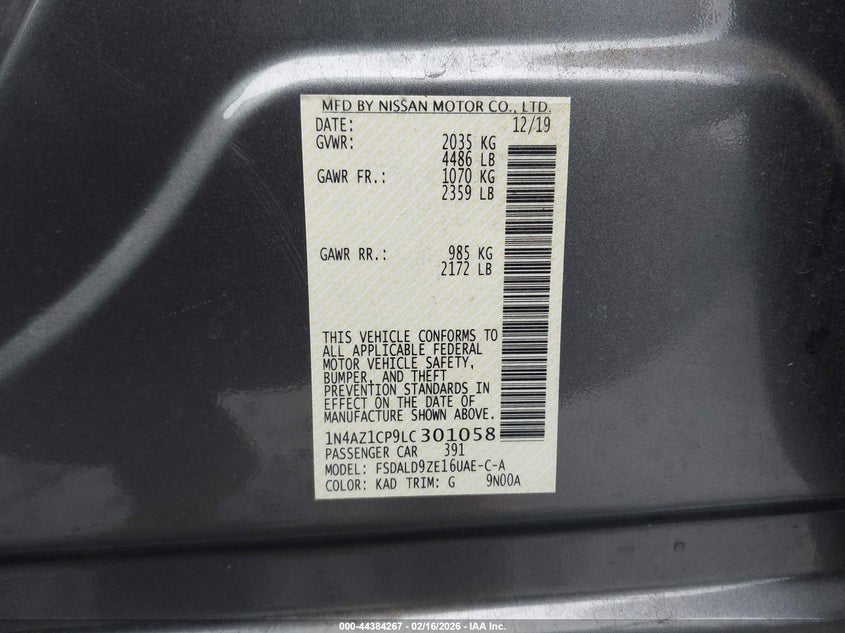 MFD BY NISSAN MOTOR CO., LTD.
DATE: 12/19
GVWR: 2035 KG
4486 LB
GAWR FR.: 1070 KG
2359 LB
GAWR RR.: 985 KG
2172 LB
THIS VEHICLE CONFORMS TO
ALL APPLICABLE FEDERAL
MOTOR VEHICLE SAFETY,
BUMPER, AND THEFT
PREVENTION STANDARDS IN
EFFECT ON THE DATE OF
MANUFACTURE SHOWN ABOVE.
1N4AZ1CP9LC301058
PASSENGER CAR 391
MODEL: FSDALD9ZE16UAE-C-A
COLOR: KAD TRIM: G 9N00A
000-44384267 - 02/16/2026 - IAA Inc.